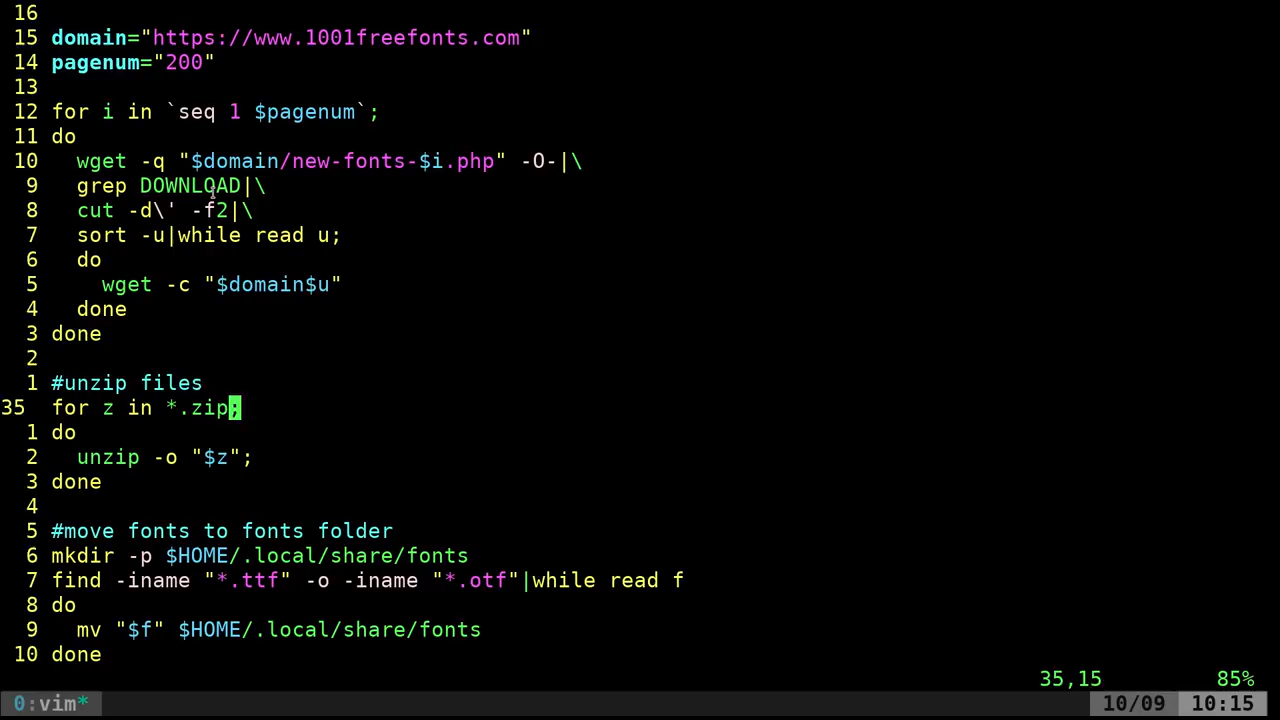 16
15 domain="https://www.1001freefonts.com"
14 pagenum="200"
13
12 for i in `seq 1 $pagenum`;
11 do
10   wget -q "$domain/new-fonts-$i.php" -O-|\
9   grep DOWNLOAD|\
8   cut -d\' -f2|\
7   sort -u|while read u;
6   do
5     wget -c "$domain$u"
4   done
3 done
2
1 #unzip files
35 for z in *.zip;
1 do
2   unzip -o "$z";
3 done
4
5 #move fonts to fonts folder
6 mkdir -p $HOME/.local/share/fonts
7 find -iname "*.ttf" -o -iname "*.otf"|while read f
8 do
9   mv "$f" $HOME/.local/share/fonts
10 done
35,15 85%
0:vim* 10/09 10:15